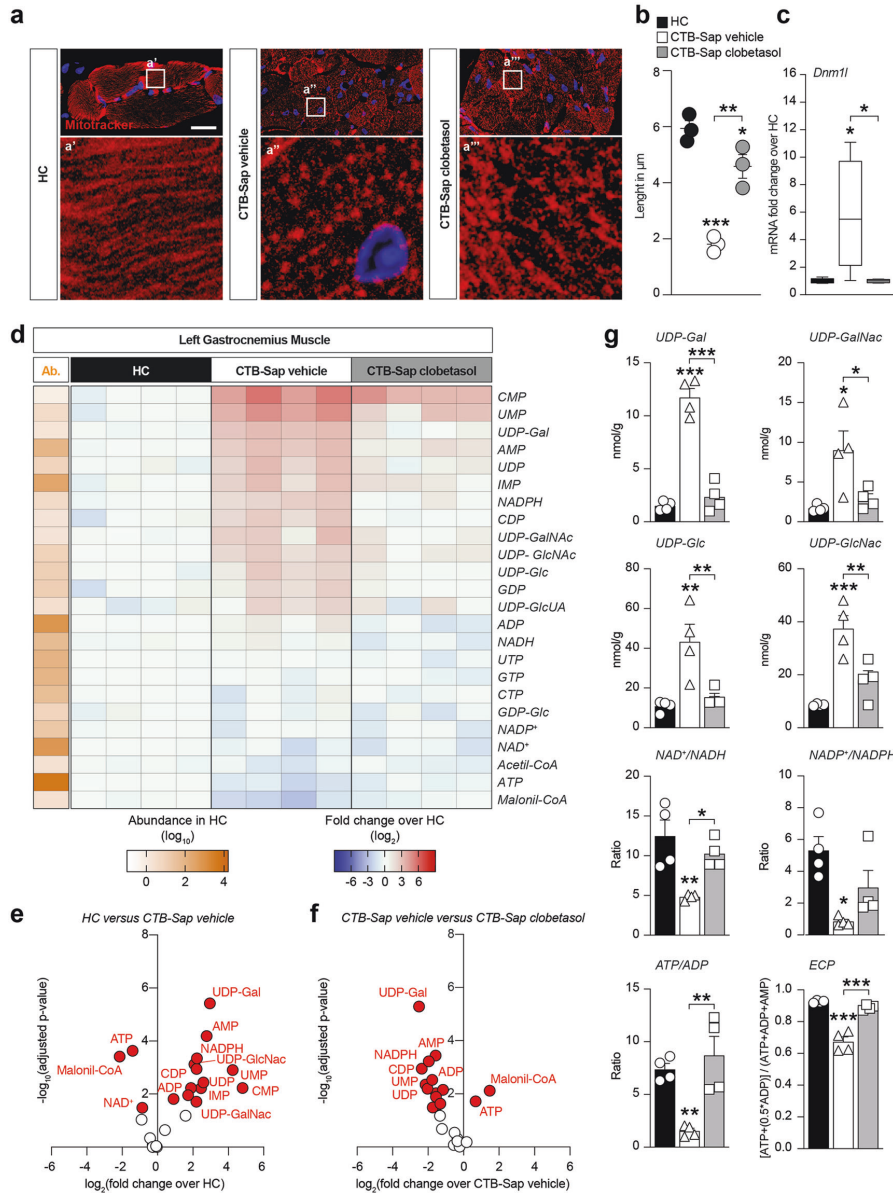 a
HC
CTB-Sap vehicle
CTB-Sap clobetasol
a'
Mitotracker
a''
a'''
a'
a''
a'''
b
HC
CTB-Sap vehicle
CTB-Sap clobetasol
Lenght in µm
8
6
4
2
0
**
*
***
c
Dnm1l
mRNA fold change over HC
16
14
12
10
8
6
4
2
0
*
*
d
Left Gastrocnemius Muscle
Ab.
HC
CTB-Sap vehicle
CTB-Sap clobetasol
CMP
UMP
UDP-Gal
AMP
UDP
IMP
NADPH
CDP
UDP-GalNAc
UDP- GlcNAc
UDP-Glc
GDP
UDP-GlcUA
ADP
NADH
UTP
GTP
CTP
GDP-Glc
NADP+
NAD+
Acetil-CoA
ATP
Malonil-CoA
Abundance in HC
(log10)
0 2 4
Fold change over HC
(log2)
-6 -3 0 3 6
e
HC versus CTB-Sap vehicle
-log10(adjusted p-value)
8
6
4
2
0
UDP-Gal
AMP
ATP
NADPH
Malonil-CoA
UDP-GlcNac
CDP
UDP
UMP
ADP
IMP
CMP
NAD+
UDP-GalNac
-6 -4 -2 0 2 4 6
log2(fold change over HC)
f
CTB-Sap vehicle versus CTB-Sap clobetasol
8
6
4
2
0
UDP-Gal
AMP
NADPH
CDP
ADP
UMP
Malonil-CoA
UDP
ATP
-6 -4 -2 0 2 4 6
log2(fold change over CTB-Sap vehicle)
g
UDP-Gal
nmol/g
15
10
5
0
***
***
UDP-GalNac
nmol/g
20
15
10
5
0
*
*
UDP-Glc
nmol/g
80
60
40
20
10
0
**
**
UDP-GlcNac
nmol/g
60
40
20
0
***
**
NAD+/NADH
Ratio
20
15
10
5
0
**
*
NADP+/NADPH
Ratio
10
8
6
4
2
0
*
ATP/ADP
Ratio
15
10
5
0
**
**
ECP
[ATP+(0.5*ADP)] / (ATP+ADP+AMP)
1.2
0.9
0.6
0.3
0.0
***
***